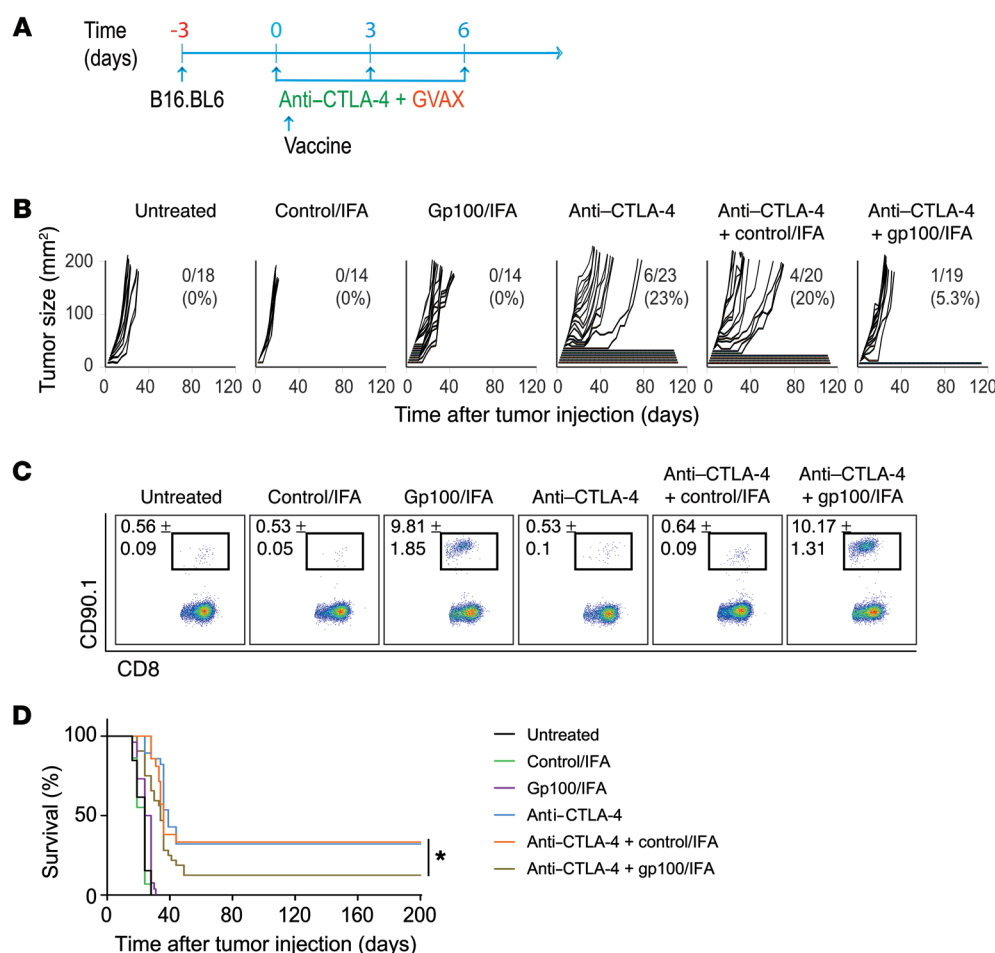 A
Time
(days)
-3 0 3 6
B16.BL6
Anti–CTLA-4 + GVAX
Vaccine
B
Untreated
Control/IFA
Gp100/IFA
Anti–CTLA-4
Anti–CTLA-4
+ control/IFA
Anti–CTLA-4
+ gp100/IFA
Tumor size (mm²)
200
100
0
0/18
(0%)
0/14
(0%)
0/14
(0%)
6/23
(23%)
4/20
(20%)
1/19
(5.3%)
0 40 80 120
0 40 80 120
0 40 80 120
0 40 80 120
0 40 80 120
0 40 80 120
Time after tumor injection (days)
C
Untreated
Control/IFA
Gp100/IFA
Anti–CTLA-4
Anti–CTLA-4
+ control/IFA
Anti–CTLA-4
+ gp100/IFA
0.56 ±
0.09
0.53 ±
0.05
9.81 ±
1.85
0.53 ±
0.1
0.64 ±
0.09
10.17 ±
1.31
CD90.1
CD8
D
Survival (%)
100
50
0
0 40 80 120 160 200
Time after tumor injection (days)
*
Untreated
Control/IFA
Gp100/IFA
Anti–CTLA-4
Anti–CTLA-4 + control/IFA
Anti–CTLA-4 + gp100/IFA